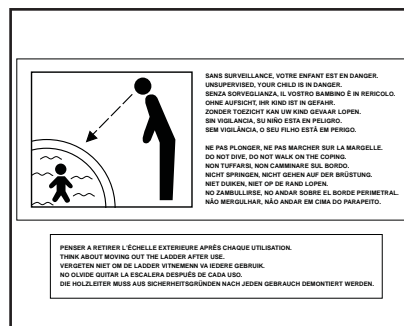 SANS SURVEILLANCE, VOTRE ENFANT EST EN DANGER.
UNSUPERVISED, YOUR CHILD IS IN DANGER.
SENZA SORVEGLIANZA, IL VOSTRO BAMBINO È IN RERICOLO.
OHNE AUFSICHT, IHR KIND IST IN GEFAHR.
ZONDER TOEZICHT KAN UW KIND GEVAAR LOPEN.
SIN VIGILANCIA, SU NIÑO ESTA EN PELIGRO.
SEM VIGILÂNCIA, O SEU FILHO ESTÃ EM PERIGO.
NE PAS PLONGER, NE PAS MARCHER SUR LA MARGELLE.
DO NOT DIVE, DO NOT WALK ON THE COPING.
NON TUFFARSI, NON CAMMINARE SUL BORDO.
NICHT SPRINGEN, NICHT GEHEN AUF DER BRÜSTUNG.
NIET DUIKEN, NIET OP DE RAND LOPEN.
NO ZAMBULLIRSE, NO ANDAR SOBRE EL BORDE PERIMETRAL.
NÃO MERGULHAR, NÃO ANDAR EM CIMA DO PARAPEITO.
PENSER A RETIRER L'ÉCHELLE EXTERIEURE APRÈS CHAQUE UTILISATION.
THINK ABOUT MOVING OUT THE LADDER AFTER USE.
VERGETEN NIET OM DE LADDER VITNEMENN VA IEDERE GEBRUIK.
NO OLVIDE QUITAR LA ESCALERA DESPUÉS DE CADA USO.
DIE HOLZLEITER MUSS AUS SICHERHEITSGRÜNDEN NACH JEDEN GEBRAUCH DEMONTIERT WERDEN.